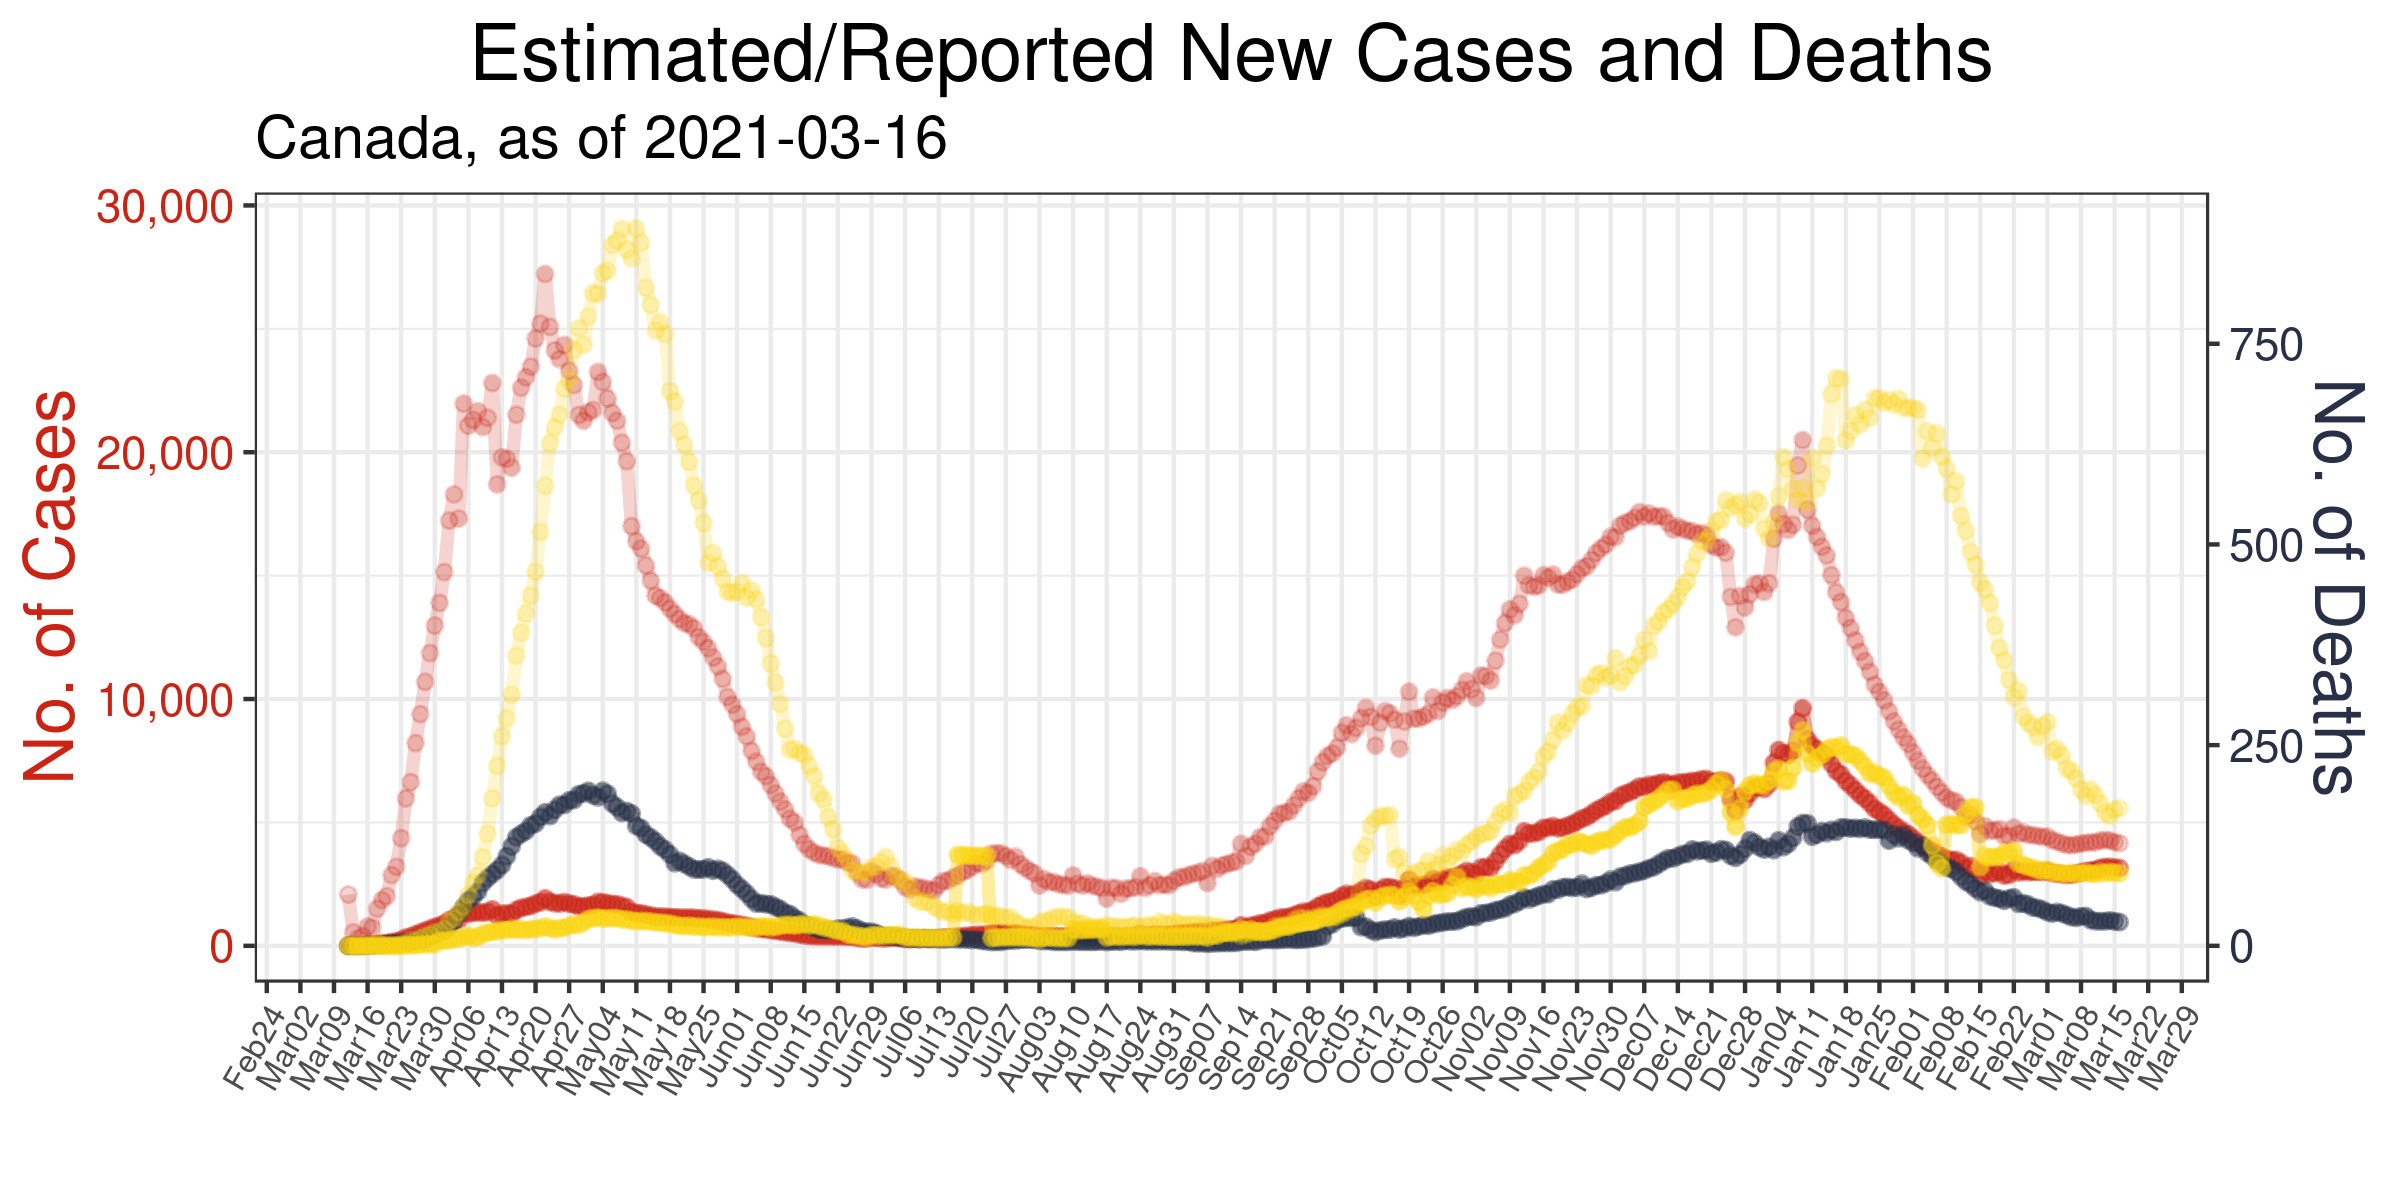 Estimated/Reported New Cases and Deaths
Canada, as of 2021-03-16
No. of Cases
30,000
20,000
10,000
0
No. of Deaths
750
500
250
0
Feb24
Mar02
Mar09
Mar16
Mar23
Mar30
Apr06
Apr13
Apr20
Apr27
May04
May11
May18
May25
Jun01
Jun08
Jun15
Jun22
Jun29
Jul06
Jul13
Jul20
Jul27
Aug03
Aug10
Aug17
Aug24
Aug31
Sep07
Sep14
Sep21
Sep28
Oct05
Oct12
Oct19
Oct26
Nov02
Nov09
Nov16
Nov23
Nov30
Dec07
Dec14
Dec21
Dec28
Jan04
Jan11
Jan18
Jan25
Feb01
Feb08
Feb15
Feb22
Mar01
Mar08
Mar15
Mar22
Mar29